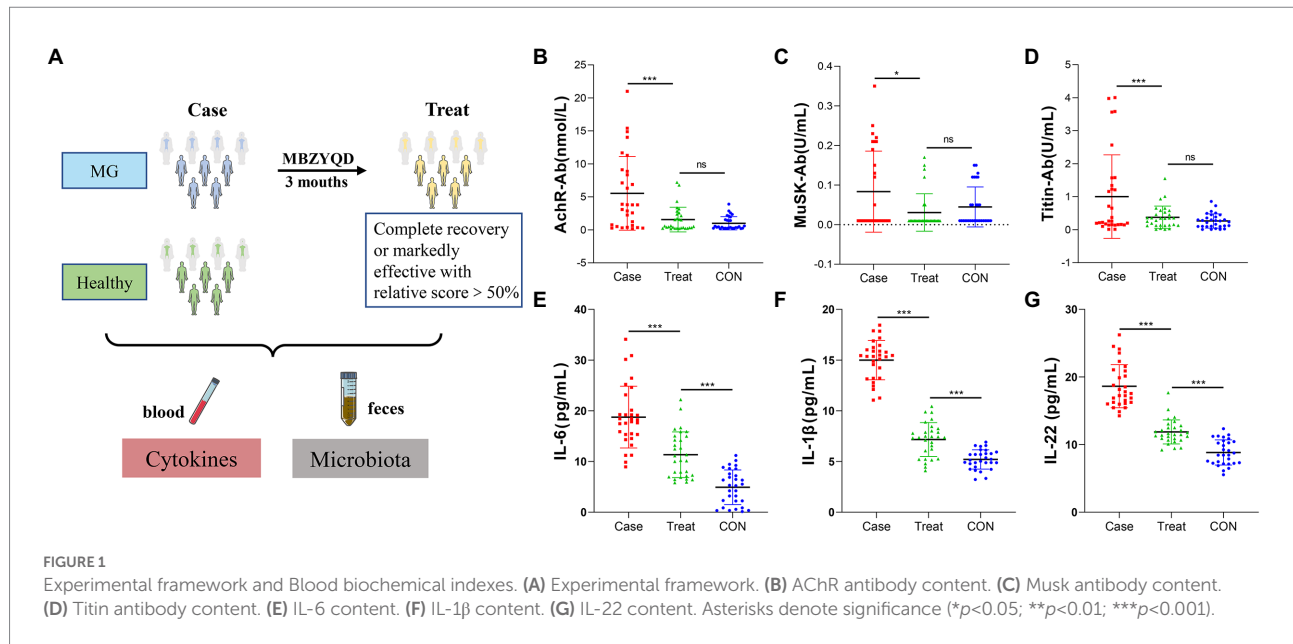 A
Case
Treat
MG
MBZYQD
3 mouths
Complete recovery
or markedly
effective with
relative score > 50%
Healthy
blood
feces
Cytokines
Microbiota
B
AchR-Ab(nmol/L)
25
20
15
10
5
0
-5
***
ns
Case Treat CON
C
MuSK-Ab(U/mL)
0.4
0.3
0.2
0.1
0.0
-0.1
*
ns
Case Treat CON
D
Titin-Ab(U/mL)
5
4
3
2
1
0
-1
***
ns
Case Treat CON
E
IL-6(pg/mL)
40
30
20
10
0
***
***
Case Treat CON
F
IL-1β(pg/mL)
20
15
10
5
0
***
***
Case Treat CON
G
IL-22 (pg/mL)
30
20
10
0
***
***
Case Treat CON
FIGURE 1
Experimental framework and Blood biochemical indexes. (A) Experimental framework. (B) AChR antibody content. (C) Musk antibody content.
(D) Titin antibody content. (E) IL-6 content. (F) IL-1β content. (G) IL-22 content. Asterisks denote significance (*p<0.05; **p<0.01; ***p<0.001).